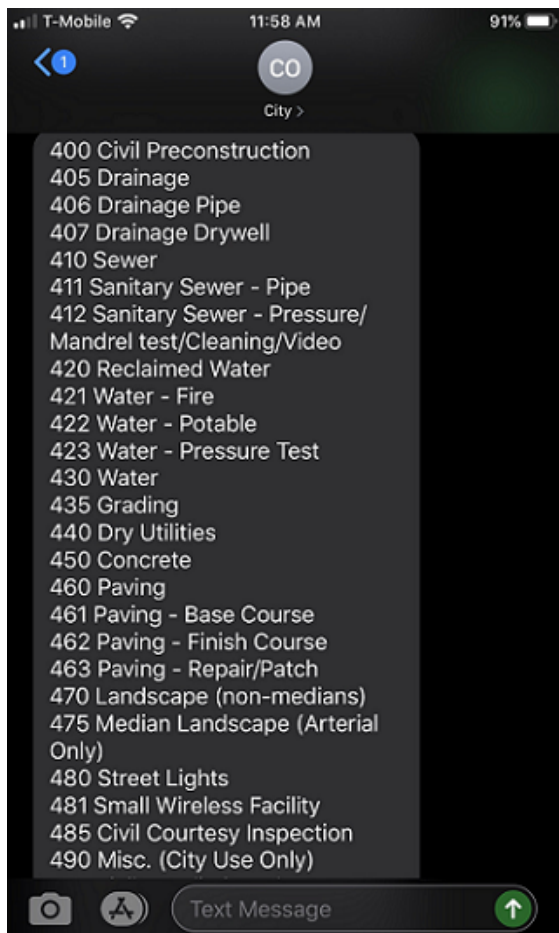 T-Mobile
11:58 AM
91%
1
CO
City >
400 Civil Preconstruction
405 Drainage
406 Drainage Pipe
407 Drainage Drywell
410 Sewer
411 Sanitary Sewer - Pipe
412 Sanitary Sewer - Pressure/
Mandrel test/Cleaning/Video
420 Reclaimed Water
421 Water - Fire
422 Water - Potable
423 Water - Pressure Test
430 Water
435 Grading
440 Dry Utilities
450 Concrete
460 Paving
461 Paving - Base Course
462 Paving - Finish Course
463 Paving - Repair/Patch
470 Landscape (non-medians)
475 Median Landscape (Arterial
Only)
480 Street Lights
481 Small Wireless Facility
485 Civil Courtesy Inspection
490 Misc. (City Use Only)
Text Message